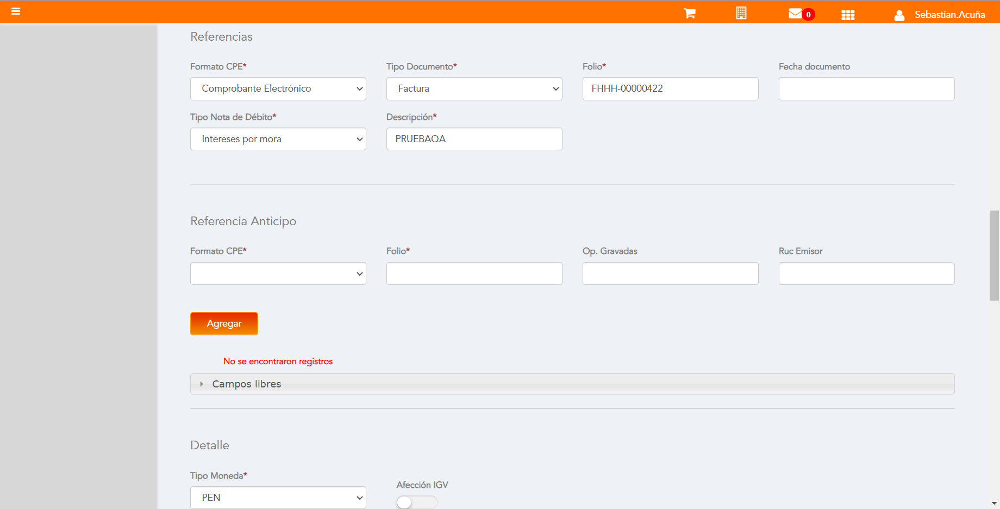 0
Sebastian.Acuña
Referencias
Formato CPE* Tipo Documento* Folio* Fecha documento
Comprobante Electrónico Factura FHHH-00000422
Tipo Nota de Débito* Descripción*
Intereses por mora PRUEBAQA
Referencia Anticipo
Formato CPE* Folio* Op. Gravadas Ruc Emisor
Agregar
No se encontraron registros
Campos libres
Detalle
Tipo Moneda* Afección IGV
PEN